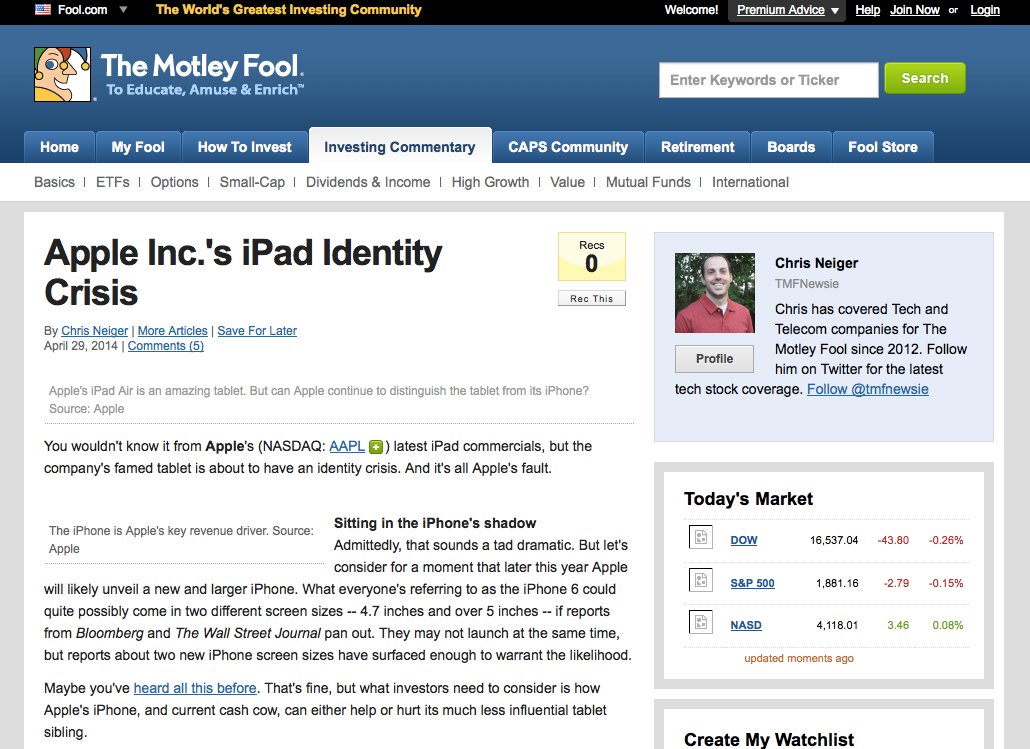 Fool.com ▼ The World's Greatest Investing Community Welcome! Premium Advice ▼ Help Join Now or Login
The Motley Fool.
To Educate, Amuse & Enrich™
Enter Keywords or Ticker Search
Home My Fool How To Invest Investing Commentary CAPS Community Retirement Boards Fool Store
Basics | ETFs | Options | Small-Cap | Dividends & Income | High Growth | Value | Mutual Funds | International
Apple Inc.'s iPad Identity
Crisis
Recs
0
Rec This
By Chris Neiger | More Articles | Save For Later
April 29, 2014 | Comments (5)
Apple's iPad Air is an amazing tablet. But can Apple continue to distinguish the tablet from its iPhone?
Source: Apple
You wouldn't know it from Apple's (NASDAQ: AAPL + ) latest iPad commercials, but the
company's famed tablet is about to have an identity crisis. And it's all Apple's fault.
The iPhone is Apple's key revenue driver. Source:
Apple
Sitting in the iPhone's shadow
Admittedly, that sounds a tad dramatic. But let's
consider for a moment that later this year Apple
will likely unveil a new and larger iPhone. What everyone's referring to as the iPhone 6 could
quite possibly come in two different screen sizes -- 4.7 inches and over 5 inches -- if reports
from Bloomberg and The Wall Street Journal pan out. They may not launch at the same time,
but reports about two new iPhone screen sizes have surfaced enough to warrant the likelihood.
Maybe you've heard all this before. That's fine, but what investors need to consider is how
Apple's iPhone, and current cash cow, can either help or hurt its much less influential tablet
sibling.
Chris Neiger
TMFNewsie
Chris has covered Tech and
Telecom companies for The
Motley Fool since 2012. Follow
him on Twitter for the latest
tech stock coverage. Follow @tmfnewsie
Profile
Today's Market
DOW 16,537.04 -43.80 -0.26%
S&P 500 1,881.16 -2.79 -0.15%
NASD 4,118.01 3.46 0.08%
updated moments ago
Create My Watchlist